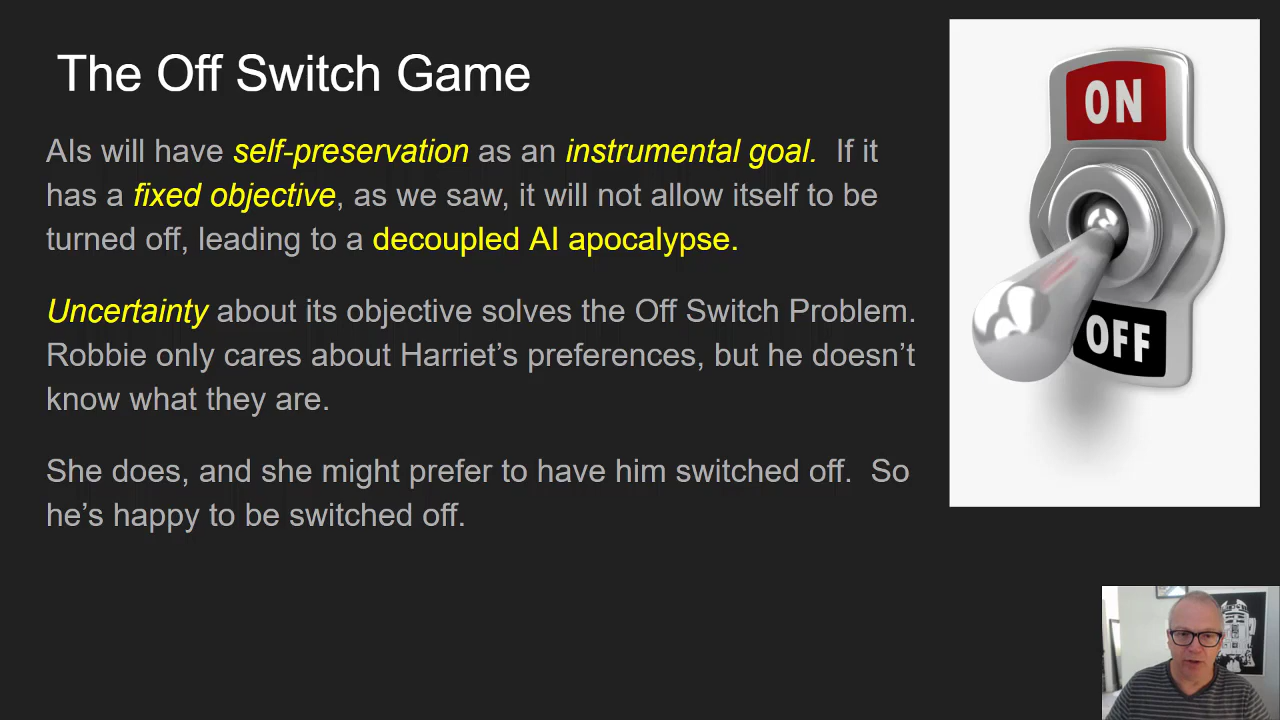 The Off Switch Game
AIs will have self-preservation as an instrumental goal.  If it
has a fixed objective, as we saw, it will not allow itself to be
turned off, leading to a decoupled AI apocalypse.
Uncertainty about its objective solves the Off Switch Problem.
Robbie only cares about Harriet’s preferences, but he doesn’t
know what they are.
She does, and she might prefer to have him switched off.  So
he’s happy to be switched off.
ON
OFF